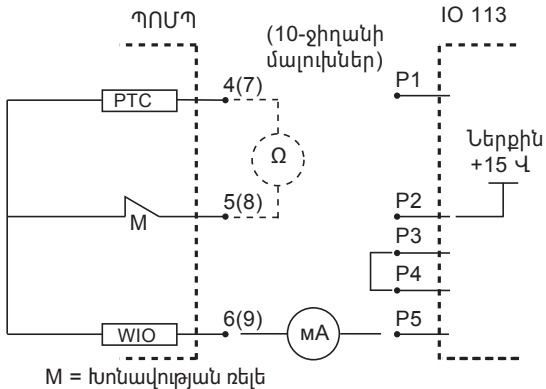 ՊՈՄՊ
IO 113
(10-ջիղանի
մալուխներ)
4(7)
P1
PTC
Ω
Ներքին
+15 Վ
5(8)
P2
M
P3
P4
6(9)
P5
WIO
мА
M = Խոնավության ռելե